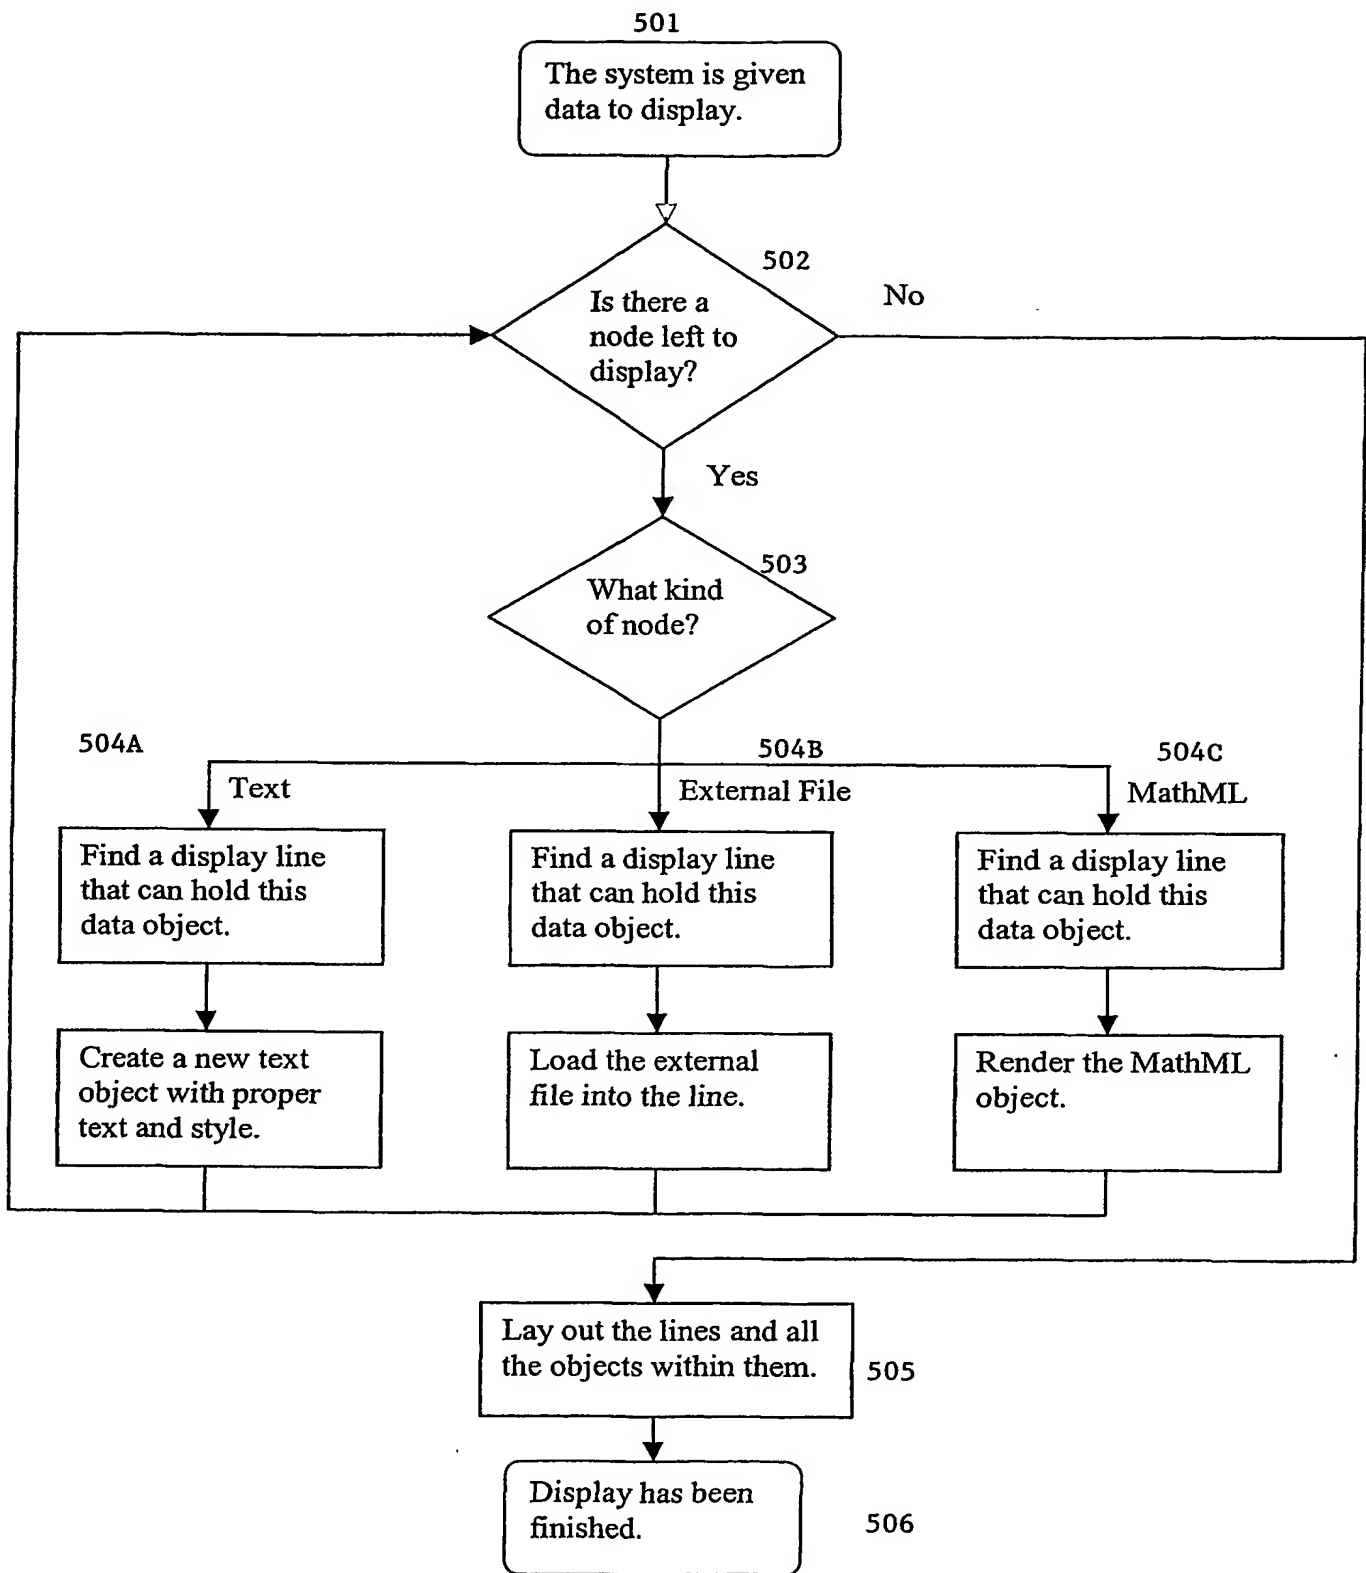 501
The system is given
data to display.
502
No
Is there a
node left to
display?
Yes
503
What kind
of node?
504A
504B
504C
Text
External File
MathML
Find a display line
that can hold this
data object.
Find a display line
that can hold this
data object.
Find a display line
that can hold this
data object.
Create a new text
object with proper
text and style.
Load the external
file into the line.
Render the MathML
object.
Lay out the lines and all
the objects within them.
505
Display has been
finished.
506